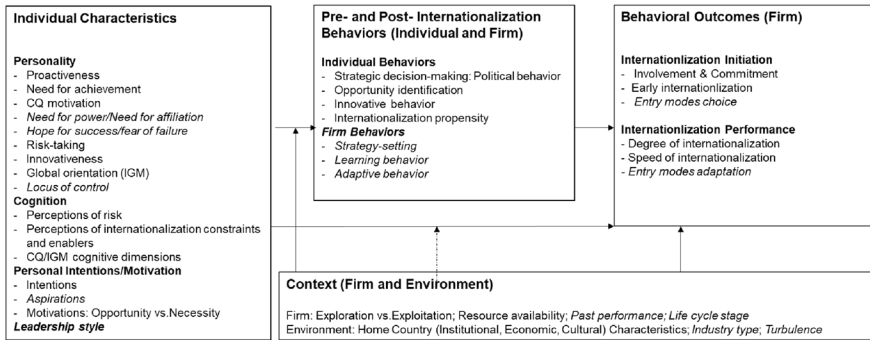 Individual Characteristics
Personality
- Proactiveness
- Need for achievement
- CQ motivation
- Need for power/Need for affiliation
- Hope for success/fear of failure
- Risk-taking
- Innovativeness
- Global orientation (IGM)
- Locus of control
Cognition
- Perceptions of risk
- Perceptions of internationalization constraints
and enablers
- CQ/IGM cognitive dimensions
Personal Intentions/Motivation
- Intentions
- Aspirations
- Motivations: Opportunity vs.Necessity
Leadership style
Pre- and Post- Internationalization
Behaviors (Individual and Firm)
Individual Behaviors
- Strategic decision-making: Political behavior
- Opportunity identification
- Innovative behavior
- Internationalization propensity
Firm Behaviors
- Strategy-setting
- Learning behavior
- Adaptive behavior
Behavioral Outcomes (Firm)
Internationlization Initiation
- Involvement & Commitment
- Early internationlization
- Entry modes choice
Internationlization Performance
- Degree of internationalization
- Speed of internationalization
- Entry modes adaptation
Context (Firm and Environment)
Firm: Exploration vs.Exploitation; Resource availability; Past performance; Life cycle stage
Environment: Home Country (Institutional, Economic, Cultural) Characteristics; Industry type; Turbulence